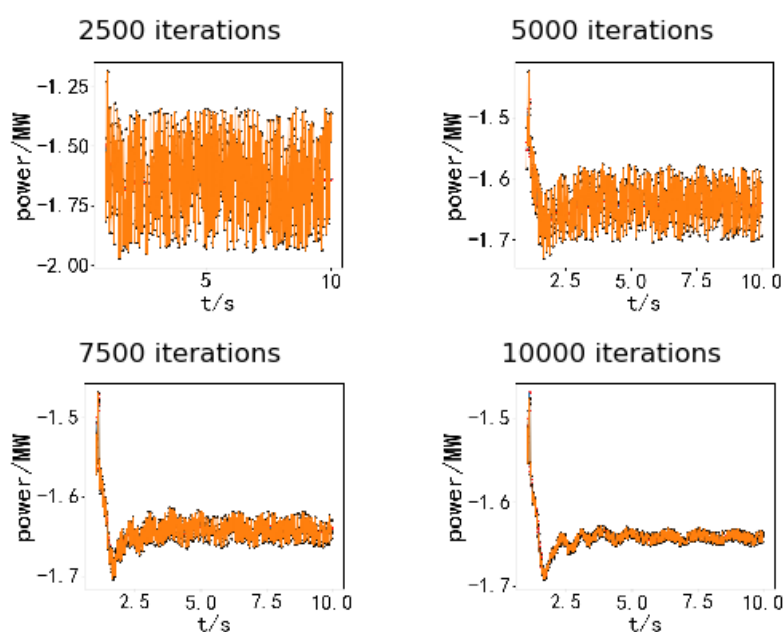 2500 iterations
5000 iterations
-1.25
-1.50
-1.75
-2.00
power/MW
5
10
t/s
-1.5
-1.6
-1.7
power/MW
2.5
5.0
7.5
10.0
t/s
7500 iterations
10000 iterations
-1.5
-1.6
-1.7
power/MW
2.5
5.0
7.5
10.0
t/s
-1.5
-1.6
-1.7
power/MW
2.5
5.0
7.5
10.0
t/s